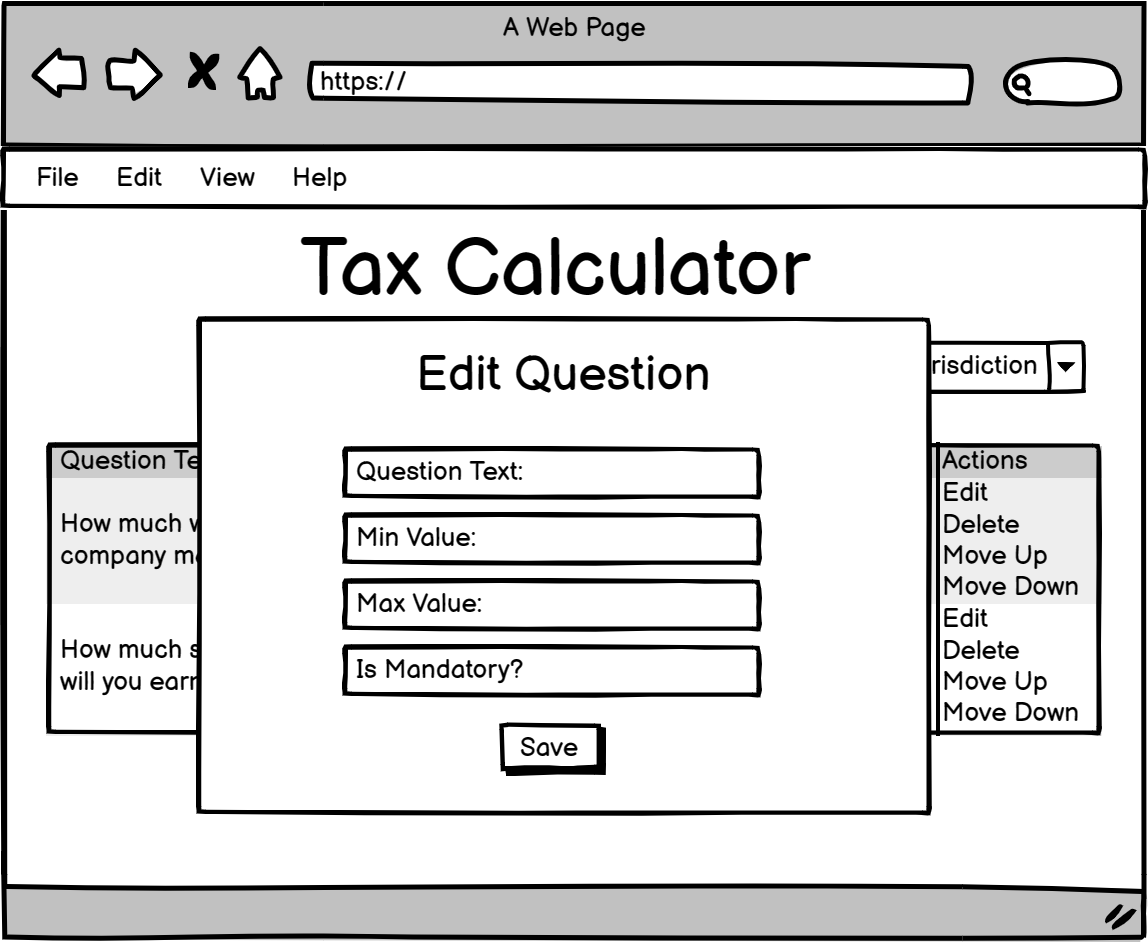 A Web Page
https://
File Edit View Help
Tax Calculator
Edit Question
risdiction
Question Te
Actions
How much
company m
Edit
Delete
Move Up
Move Down
How much s
will you earn
Edit
Delete
Move Up
Move Down
Question Text:
Min Value:
Max Value:
Is Mandatory?
Save